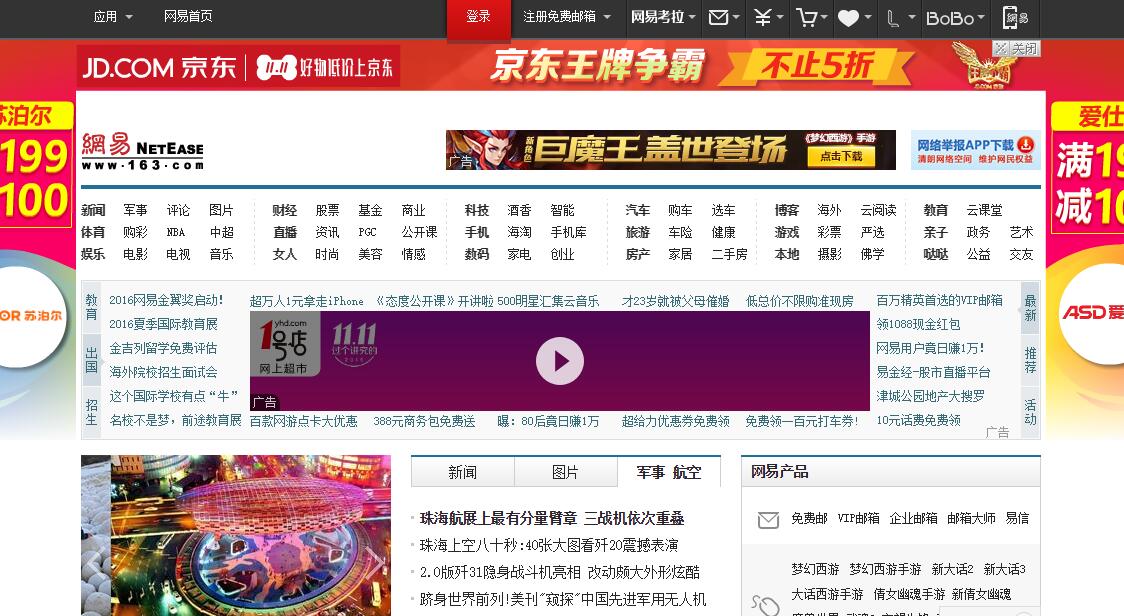 应用 网易首页 登录 注册免费邮箱 网易考拉 BoBo 網易
JD.COM 京东 11.11 好物低价上京东 京东王牌争霸 不止5折 关闭
苏泊尔
199
100
爱仕
满19
减10
網易 NETEASE
www.163.com
新角色 巨魔王 盖世登场 《梦幻西游》手游 点击下载 广告
网络举报APP下载
清朗网络空间 维护网民权益
新闻 军事 评论 图片 财经 股票 基金 商业 科技 酒香 智能 汽车 购车 选车 博客 海外 云阅读 教育 云课堂
体育 购彩 NBA 中超 直播 资讯 PGC 公开课 手机 海淘 手机库 旅游 车险 健康 游戏 彩票 严选 亲子 政务 艺术
娱乐 电影 电视 音乐 女人 时尚 美容 情感 数码 家电 创业 房产 家居 二手房 本地 摄影 佛学 哒哒 公益 交友
OR 苏泊尔
ASD 爱
教育
出国
招生
2016网易金翼奖启动!
2016夏季国际教育展
金吉列留学免费评估
海外院校招生面试会
这个国际学校有点“牛”
名校不是梦，前途教育展
超万人1元拿走iPhone 《态度公开课》开讲啦 500明星汇集云音乐 才23岁就被父母催婚 低总价不限购准现房
yhd.com
1号店
网上超市
11.11
过个讲究的
广告
百款网游点卡大优惠 388元商务包免费送 曝：80后竟日赚1万 超给力优惠券免费领 免费领一百元打车券!
百万精英首选的VIP邮箱
领1088现金红包
网易用户竟日赚1万!
易金经-股市直播平台
津城公园地产大搜罗
10元话费免费领
广告
最新
推荐
活动
新闻 图片 军事 航空
珠海航展上最有分量臂章 三战机依次重叠
珠海上空八十秒:40张大图看歼20震撼表演
2.0版歼31隐身战斗机亮相 改动颇大外形炫酷
跻身世界前列!美刊"窥探"中国先进军用无人机
网易产品
免费邮 VIP邮箱 企业邮箱 邮箱大师 易信
梦幻西游 梦幻西游手游 新大话2 新大话3
大话西游手游 倩女幽魂手游 新倩女幽魂